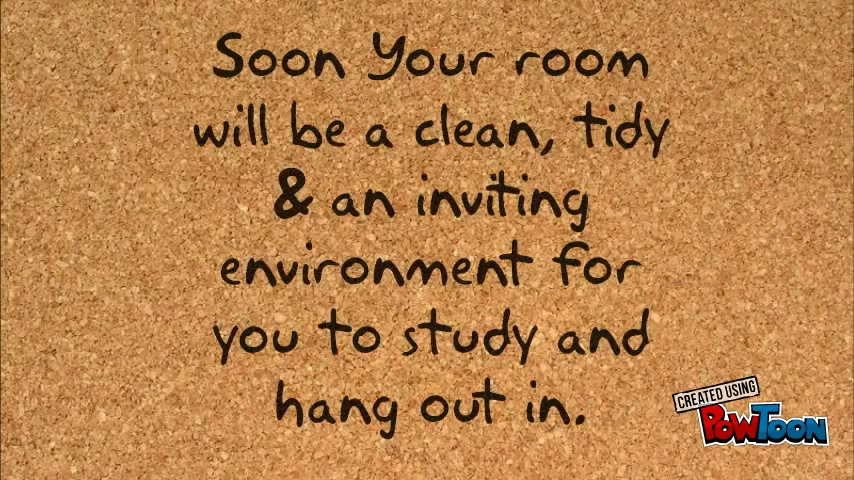 Soon Your room
will be a clean, tidy
& an inviting
environment for
you to study and
hang out in.
CREATED USING
POWTOON